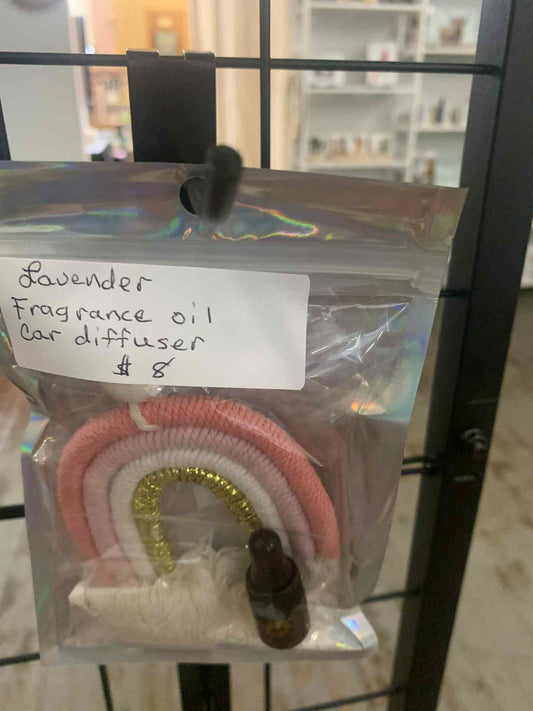 Lavender
Fragrance oil
Car diffuser
$ 8